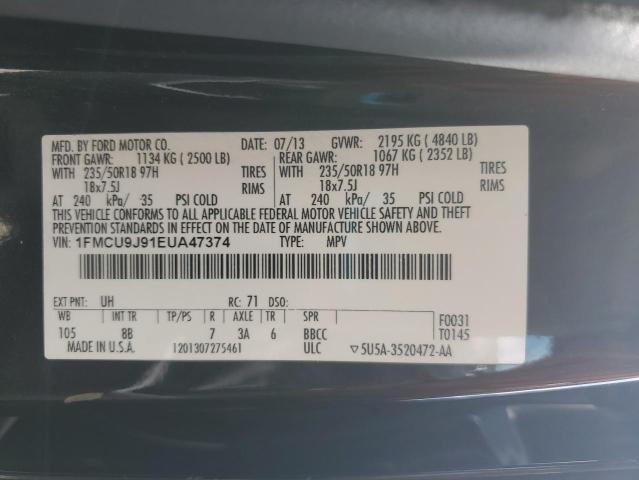 MFD. BY FORD MOTOR CO. DATE: 07/13 GVWR: 2195 KG ( 4840 LB)
FRONT GAWR: 1134 KG ( 2500 LB) REAR GAWR: 1067 KG ( 2352 LB)
WITH 235/50R18 97H TIRES WITH 235/50R18 97H TIRES
18x7.5J RIMS 18x7.5J RIMS
AT 240 kPa/ 35 PSI COLD AT 240 kPa/ 35 PSI COLD
THIS VEHICLE CONFORMS TO ALL APPLICABLE FEDERAL MOTOR VEHICLE SAFETY AND THEFT
PREVENTION STANDARDS IN EFFECT ON THE DATE OF MANUFACTURE SHOWN ABOVE.
VIN: 1FMCU9J91EUA47374 TYPE: MPV
EXT PNT: UH RC: 71 DSO:
WB INT TR TP/PS R AXLE TR SPR F0031
105 8B 7 3A 6 BBCC T0145
MADE IN U.S.A. 1201307275461 ULC ▽5U5A-3520472-AA